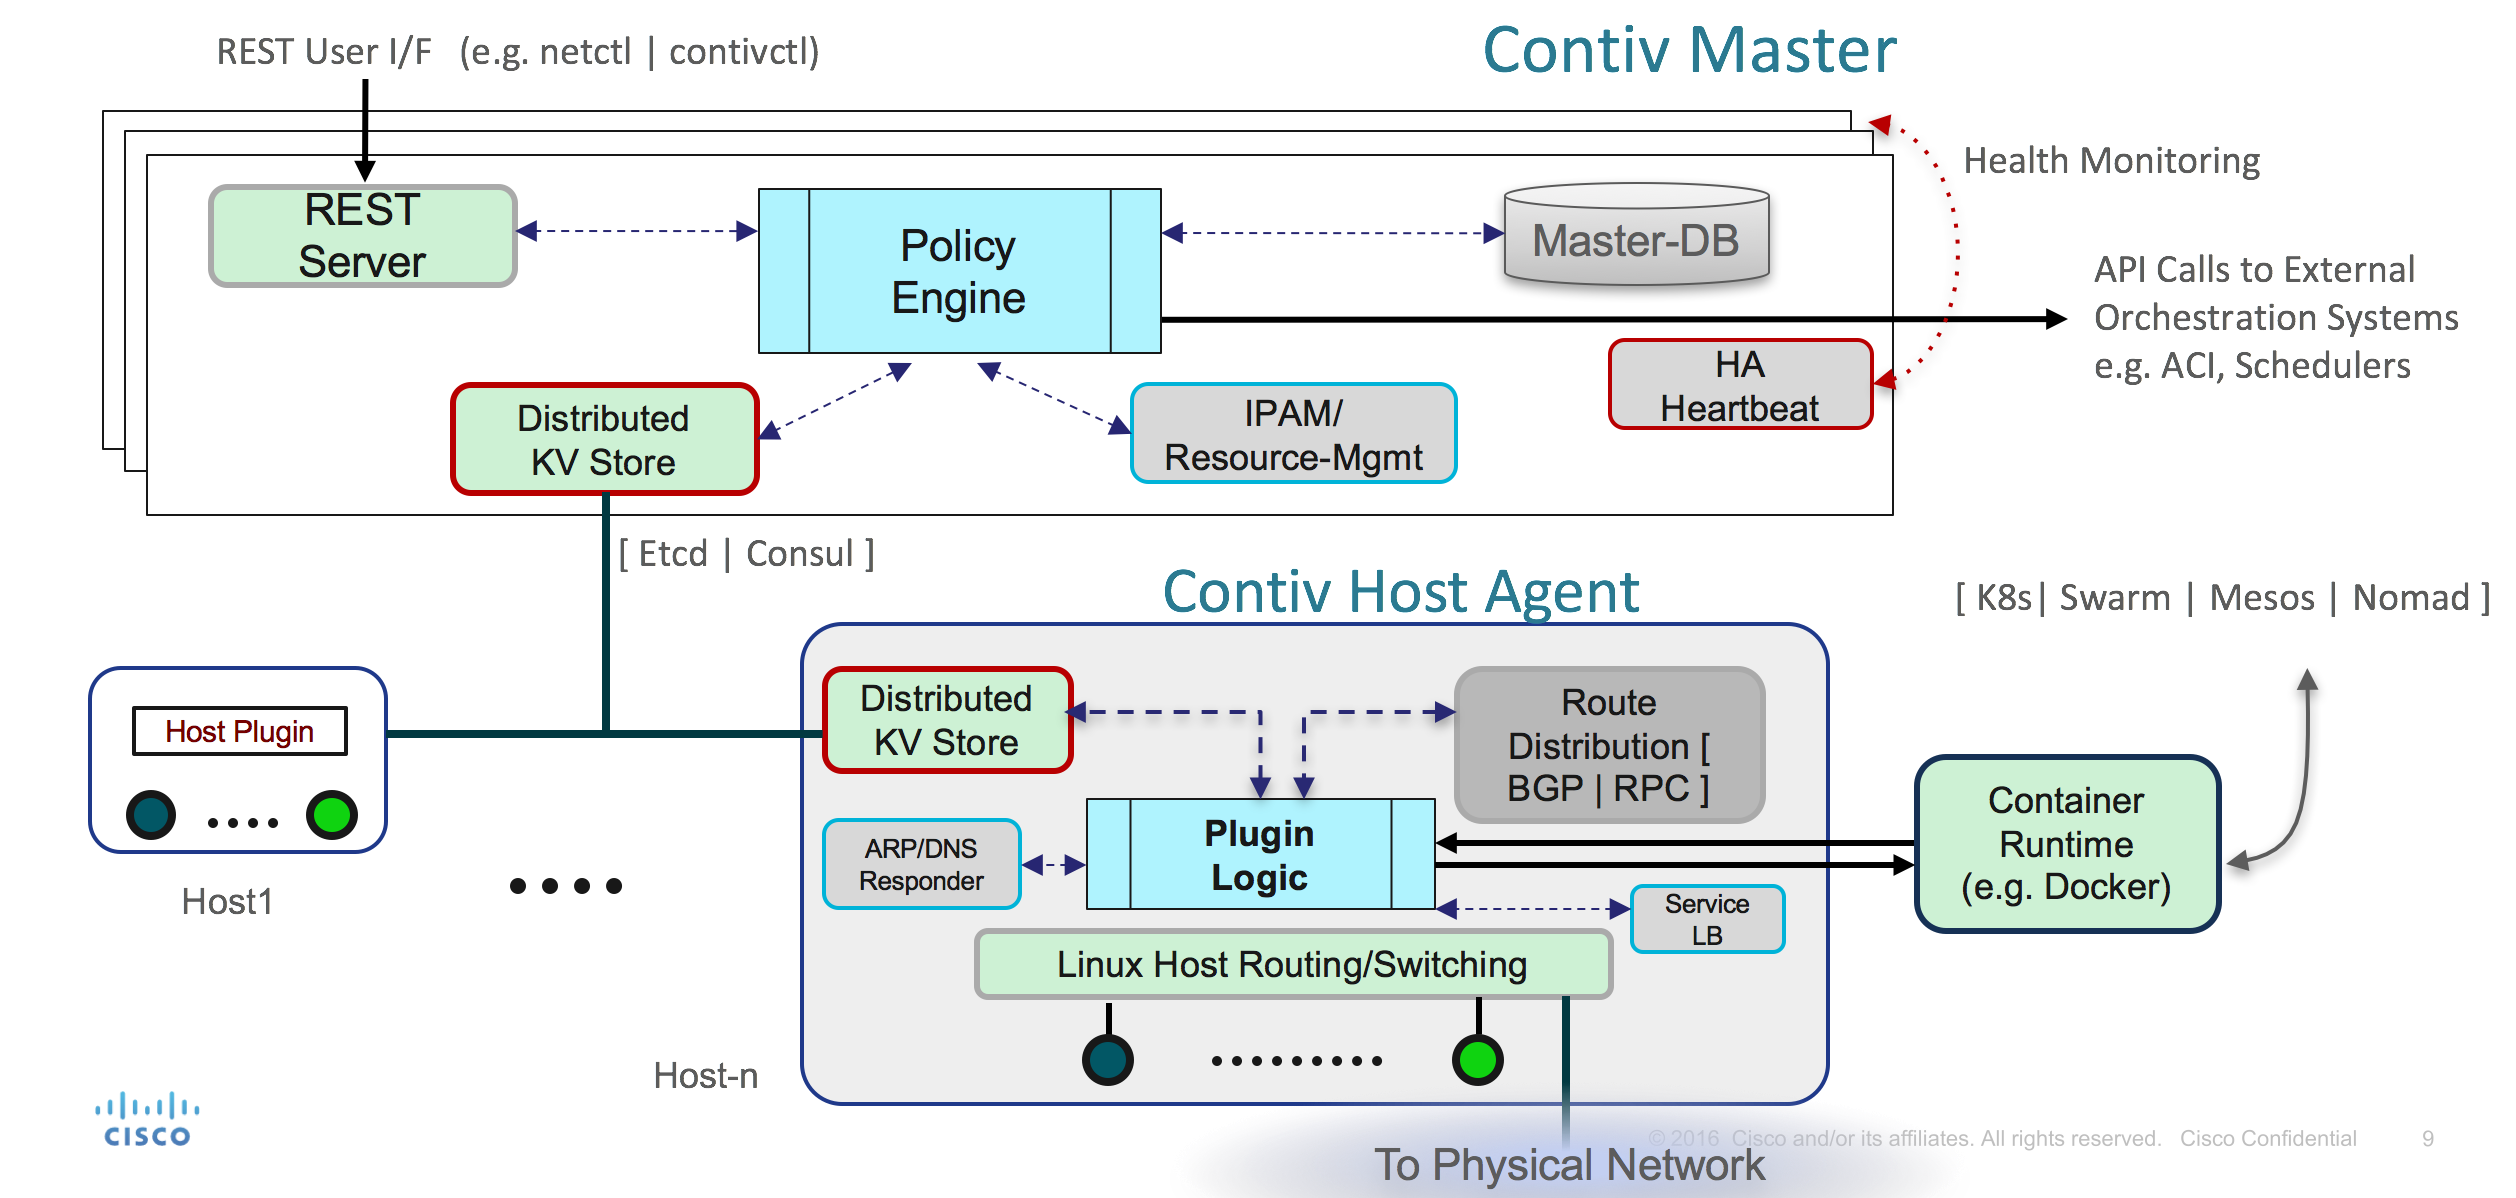 Contiv Master
REST User I/F   (e.g. netctl | contivctl)
Health Monitoring
REST
Server
Policy
Engine
Master-DB
API Calls to External
Orchestration Systems
e.g. ACI, Schedulers
HA
Heartbeat
Distributed
KV Store
IPAM/
Resource-Mgmt
[ Etcd | Consul ]
Contiv Host Agent
[ K8s| Swarm | Mesos | Nomad ]
Host Plugin
Host1
Distributed
KV Store
Route
Distribution [
BGP | RPC ]
Plugin
Logic
ARP/DNS
Responder
Container
Runtime
(e.g. Docker)
Service
LB
Linux Host Routing/Switching
Host-n
CISCO
© 2016  Cisco and/or its affiliates. All rights reserved.   Cisco Confidential
9
To Physical Network